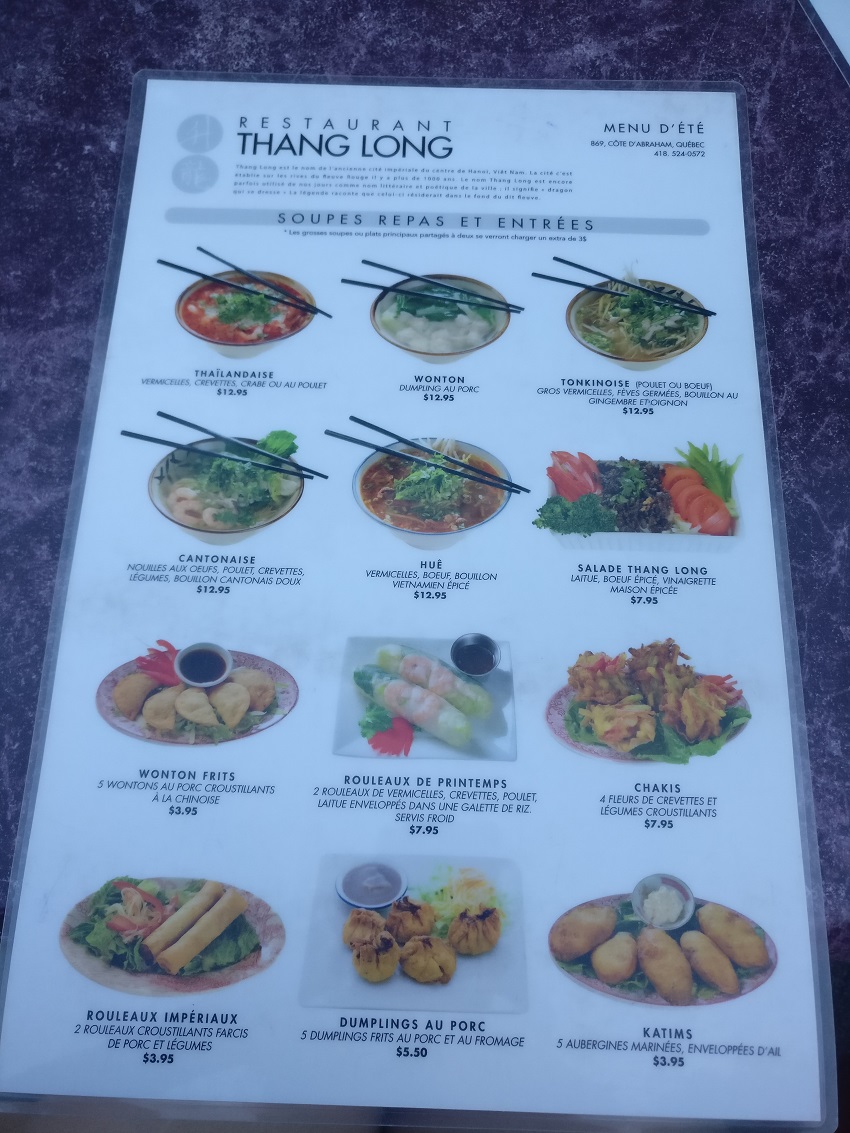 RESTAURANT
THANG LONG
MENU D'ÉTÉ
869, CÔTE D'ABRAHAM, QUÉBEC
418. 524-0572
Thang Long est le nom de l'ancienne cité impériale du centre de Hanoi, Viêt Nam. La cité s'est
établie sur les rives du fleuve Rouge il y a plus de 1000 ans. Le nom Thang Long est encore
parfois utilisé de nos jours comme nom littéraire et poétique de la ville ; il signifie « dragon
qui se dresse » La légende raconte que celui-ci résiderait dans le fond du dit fleuve.
SOUPES REPAS ET ENTRÉES
* Les grosses soupes ou plats principaux partagés à deux se verront charger un extra de 3$
THAÏLANDAISE
VERMICELLES, CREVETTES, CRABE OU AU POULET
$12.95
WONTON
DUMPLING AU PORC
$12.95
TONKINOISE (POULET OU BOEUF)
GROS VERMICELLES, FÈVES GERMÉES, BOUILLON AU
GINGEMBRE ET OIGNON
$12.95
CANTONAISE
NOUILLES AUX OEUFS, POULET, CREVETTES,
LÉGUMES, BOUILLON CANTONAIS DOUX
$12.95
HUÊ
VERMICELLES, BOEUF, BOUILLON
VIETNAMIEN ÉPICÉ
$12.95
SALADE THANG LONG
LAITUE, BOEUF ÉPICÉ, VINAIGRETTE
MAISON ÉPICÉE
$7.95
WONTON FRITS
5 WONTONS AU PORC CROUSTILLANTS
À LA CHINOISE
$3.95
ROULEAUX DE PRINTEMPS
2 ROULEAUX DE VERMICELLES, CREVETTES, POULET,
LAITUE ENVELOPPÉS DANS UNE GALETTE DE RIZ.
SERVIS FROID
$7.95
CHAKIS
4 FLEURS DE CREVETTES ET
LÉGUMES CROUSTILLANTS
$7.95
ROULEAUX IMPÉRIAUX
2 ROULEAUX CROUSTILLANTS FARCIS
DE PORC ET LÉGUMES
$3.95
DUMPLINGS AU PORC
5 DUMPLINGS FRITS AU PORC ET AU FROMAGE
$5.50
KATIMS
5 AUBERGINES MARINÉES, ENVELOPPÉES D'AIL
$3.95